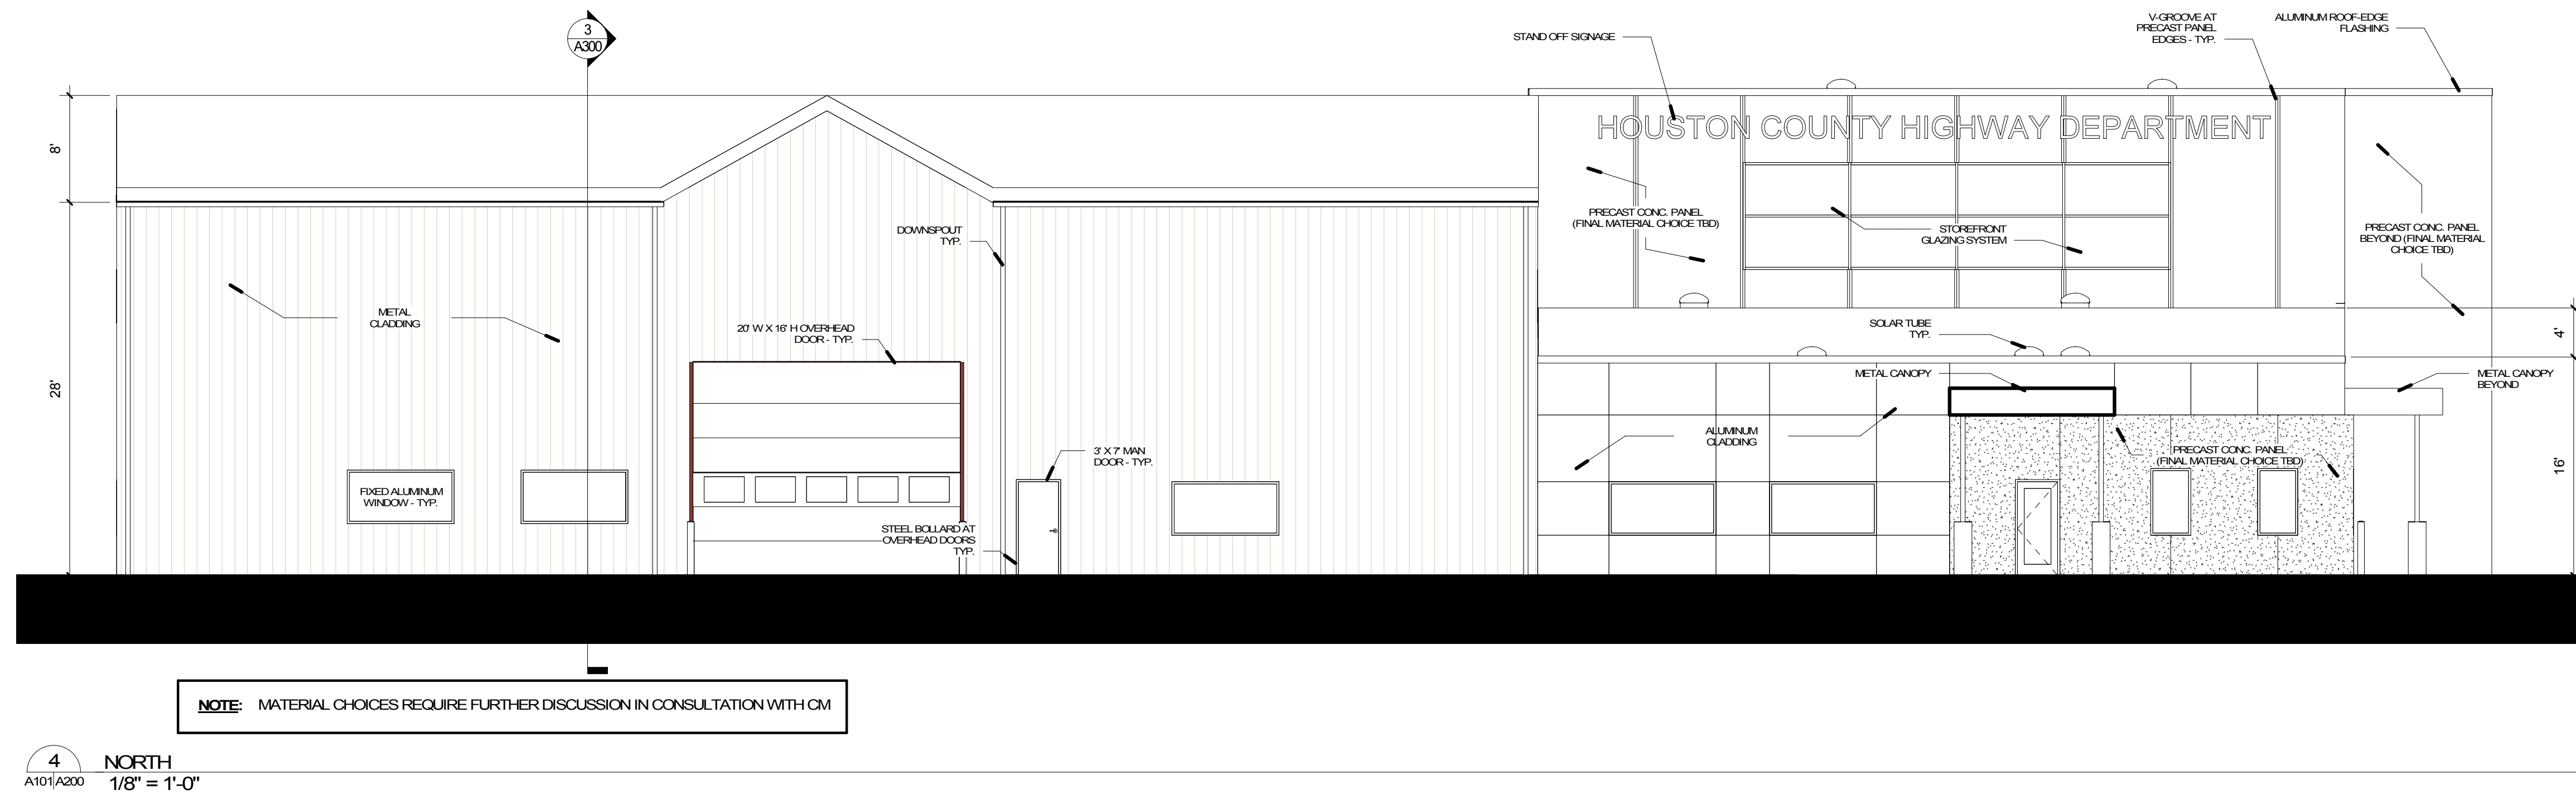 3
A300
STAND OFF SIGNAGE
V-GROOVE AT
PRECAST PANEL
EDGES - TYP.
ALUMINUM ROOF-EDGE
FLASHING
8'
28'
HOUSTON COUNTY HIGHWAY DEPARTMENT
DOWNSPOUT
TYP.
PRECAST CONC. PANEL
(FINAL MATERIAL CHOICE TBD)
STOREFRONT
GLAZING SYSTEM
PRECAST CONC. PANEL
BEYOND (FINAL MATERIAL
CHOICE TBD)
METAL
CLADDING
20' W X 16' H OVERHEAD
DOOR - TYP.
SOLAR TUBE
TYP.
4'
METAL CANOPY
METAL CANOPY
BEYOND
ALUMINUM
CLADDING
3' X 7' MAN
DOOR - TYP.
PRECAST CONC. PANEL
(FINAL MATERIAL CHOICE TBD)
16'
FIXED ALUMINUM
WINDOW - TYP.
STEEL BOLLARD AT
OVERHEAD DOORS
TYP.
NOTE: MATERIAL CHOICES REQUIRE FURTHER DISCUSSION IN CONSULTATION WITH CM
4
A101 A200
NORTH
1/8" = 1'-0"